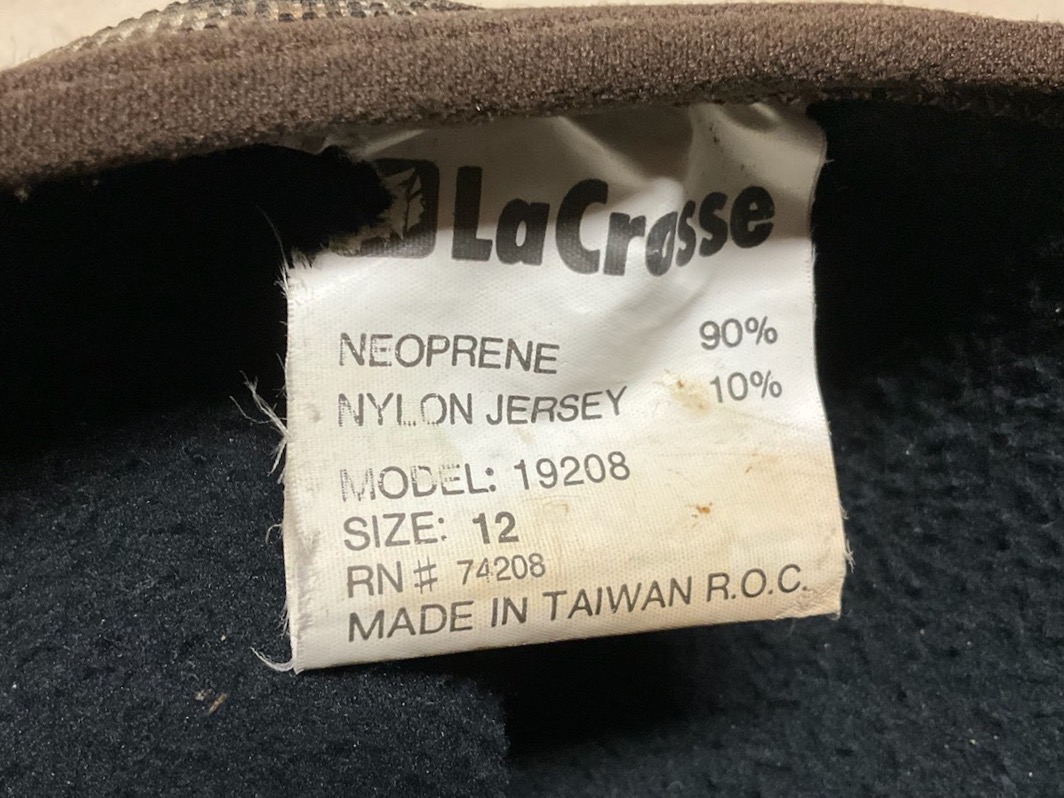 LaCrosse
NEOPRENE 90%
NYLON JERSEY 10%
MODEL: 19208
SIZE: 12
RN# 74208
MADE IN TAIWAN R.O.C.